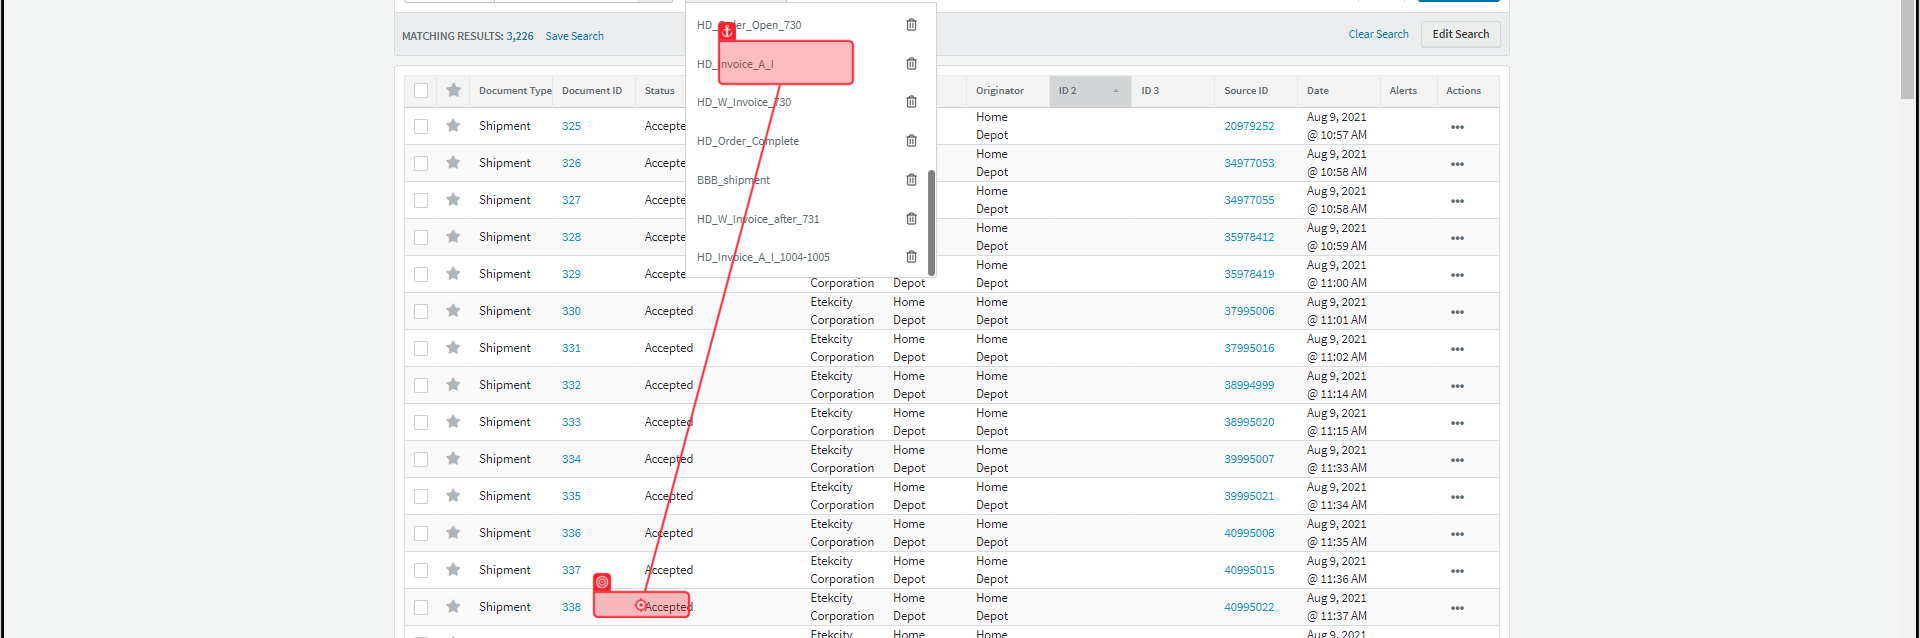 HD_Order_Open_730
MATCHING RESULTS: 3,226 Save Search Clear Search Edit Search
HD_Invoice_A_I
Document Type Document ID Status Originator ID 2 ID 3 Source ID Date Alerts Actions
HD_W_Invoice_730
Shipment 325 Accepte Home Depot 20979252 Aug 9, 2021 @ 10:57 AM
HD_Order_Complete
Shipment 326 Accepte Home Depot 34977053 Aug 9, 2021 @ 10:58 AM
BBB_shipment
Shipment 327 Accepte Home Depot 34977055 Aug 9, 2021 @ 10:58 AM
HD_W_Invoice_after_731
Shipment 328 Accepte Home Depot 35978412 Aug 9, 2021 @ 10:59 AM
HD_Invoice_A_I_1004-1005
Shipment 329 Accepte Corporation Depot Home Depot 35978419 Aug 9, 2021 @ 11:00 AM
Shipment 330 Accepted Etekcity Corporation Home Depot Home Depot 37995006 Aug 9, 2021 @ 11:01 AM
Shipment 331 Accepted Etekcity Corporation Home Depot Home Depot 37995016 Aug 9, 2021 @ 11:02 AM
Shipment 332 Accepted Etekcity Corporation Home Depot Home Depot 38994999 Aug 9, 2021 @ 11:14 AM
Shipment 333 Accepted Etekcity Corporation Home Depot Home Depot 38995020 Aug 9, 2021 @ 11:15 AM
Shipment 334 Accepted Etekcity Corporation Home Depot Home Depot 39995007 Aug 9, 2021 @ 11:33 AM
Shipment 335 Accepted Etekcity Corporation Home Depot Home Depot 39995021 Aug 9, 2021 @ 11:34 AM
Shipment 336 Accepted Etekcity Corporation Home Depot Home Depot 40995008 Aug 9, 2021 @ 11:35 AM
Shipment 337 Accepted Etekcity Corporation Home Depot Home Depot 40995015 Aug 9, 2021 @ 11:36 AM
Shipment 338 Accepted Etekcity Corporation Home Depot Home Depot 40995022 Aug 9, 2021 @ 11:37 AM
Etekcity Home Home Aug 9, 2021